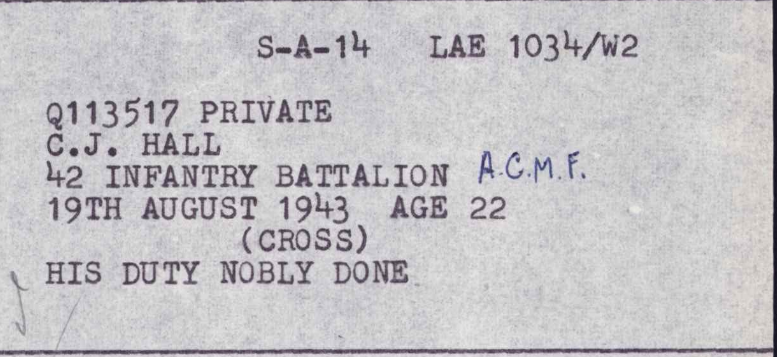 S-A-14 LAE 1034/W2
Q113517 PRIVATE
C.J. HALL
42 INFANTRY BATTALION A.C.M.F.
19TH AUGUST 1943 AGE 22
(CROSS)
HIS DUTY NOBLY DONE